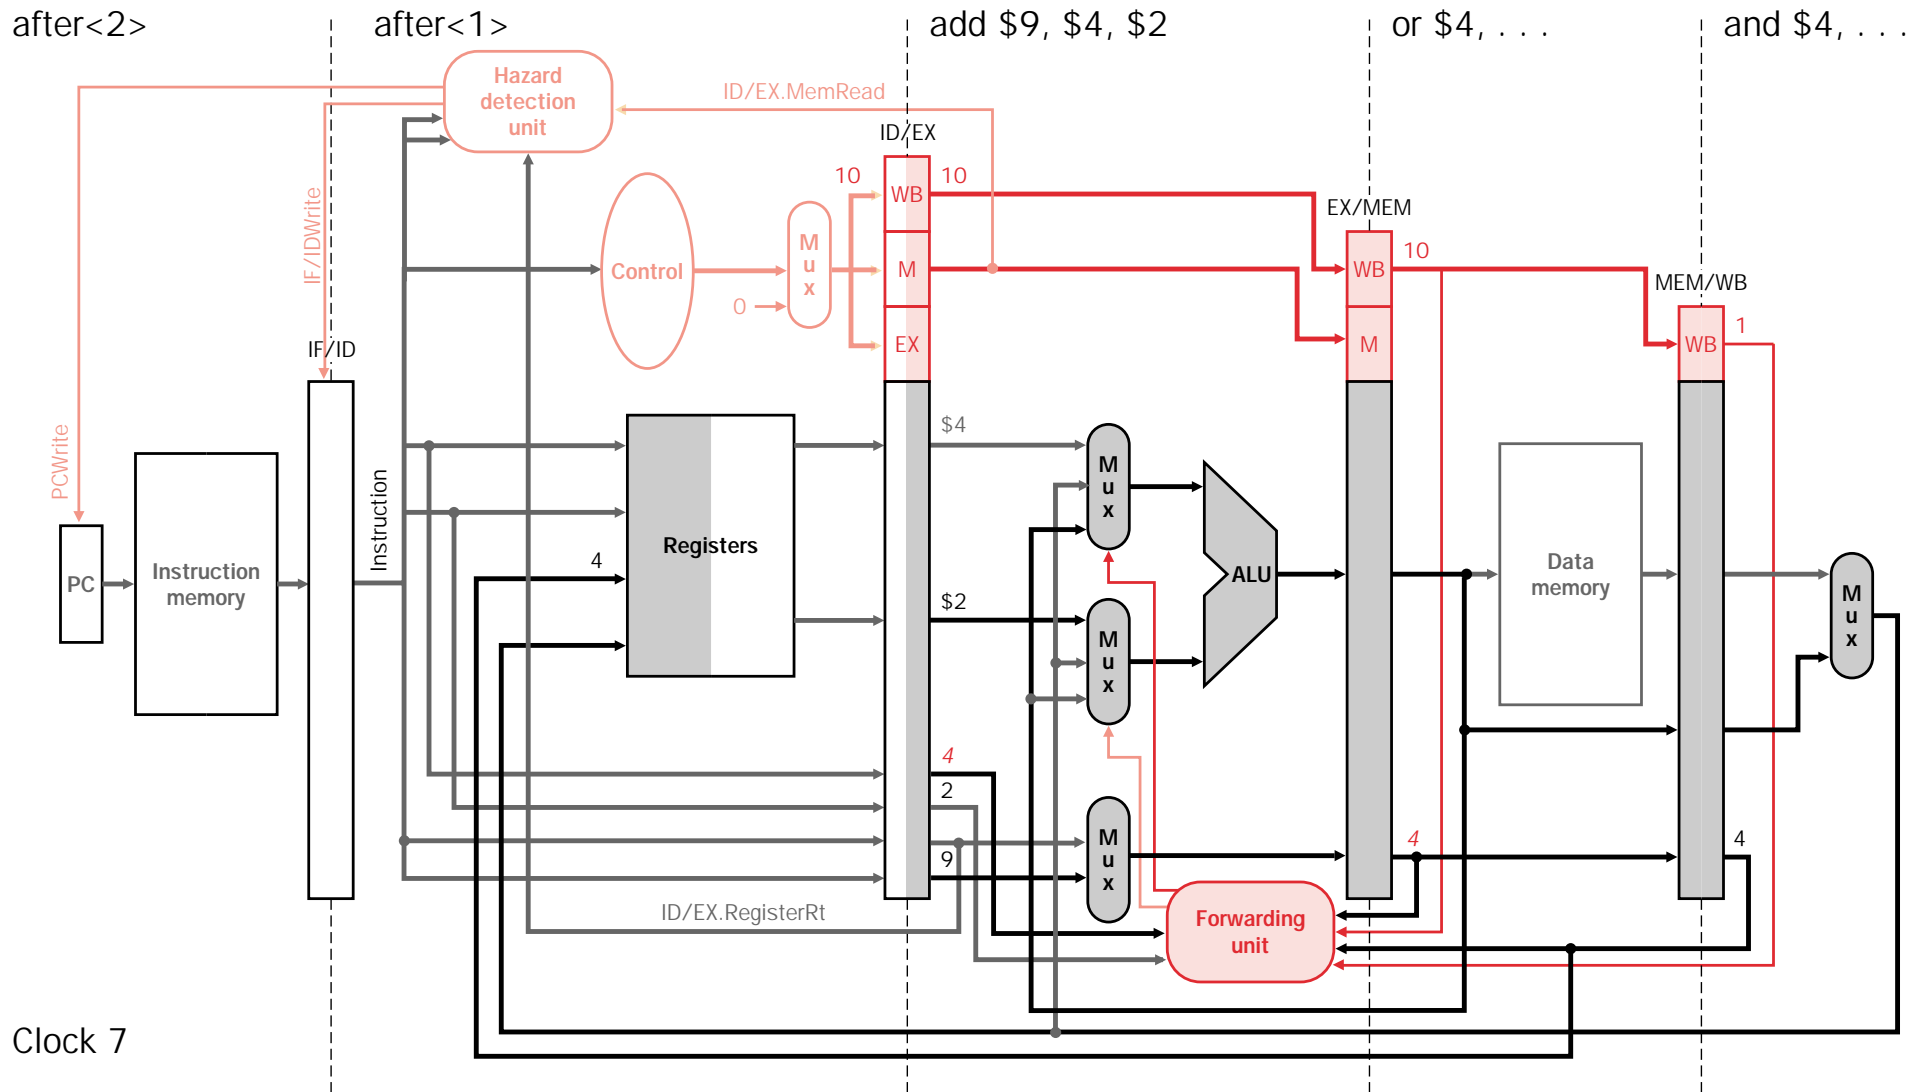 after<2>
after<1>
add $9, $4, $2
or $4, . . .
and $4, . . .
Hazard
detection
unit
ID/EX.MemRead
ID/EX
10
WB
10
EX/MEM
IF/IDWrite
Control
M
u
x
M
WB
10
MEM/WB
0
EX
M
WB
1
IF/ID
PCWrite
Instruction
$4
M
u
x
PC
Instruction
memory
4
Registers
ALU
Data
memory
M
u
x
$2
M
u
x
4
2
9
M
u
x
4
4
ID/EX.RegisterRt
Forwarding
unit
Clock 7